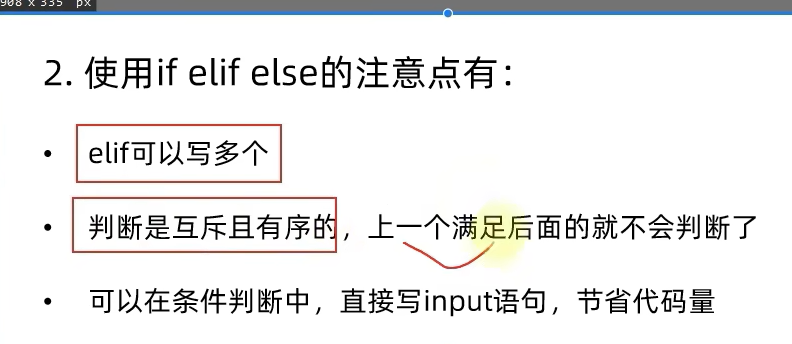 908 x 335 px
2. 使用if elif else的注意点有：
• elif可以写多个
• 判断是互斥且有序的，上一个满足后面的就不会判断了
• 可以在条件判断中，直接写input语句，节省代码量